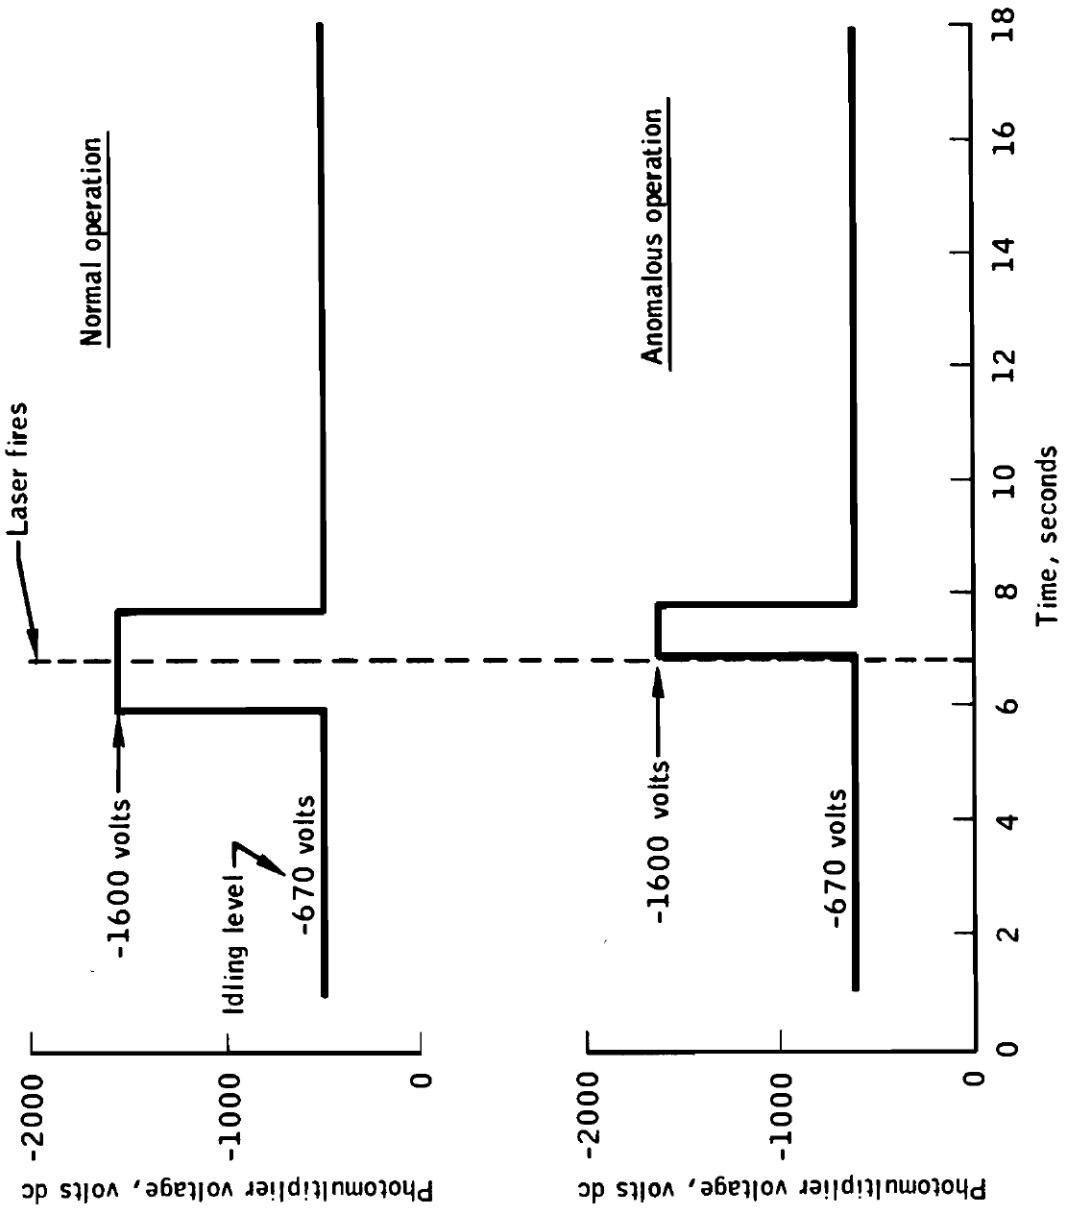 Laser fires
Normal operation
-1600 volts
Idling level
-670 volts
-2000
-1000
0
Photomultiplier voltage, volts dc
Anomalous operation
-1600 volts
-670 volts
-2000
-1000
0
Photomultiplier voltage, volts dc
0 2 4 6 8 10 12 14 16 18
Time, seconds